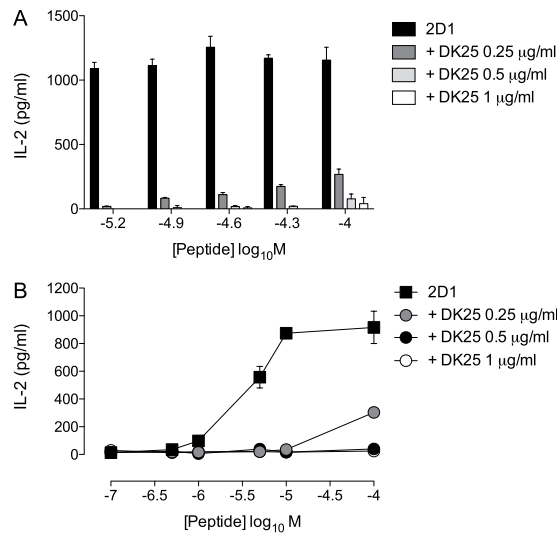 A
1500
1000
500
0
IL-2 (pg/ml)
-5.2 -4.9 -4.6 -4.3 -4
[Peptide] log10M
2D1
+ DK25 0.25 μg/ml
+ DK25 0.5 μg/ml
+ DK25 1 μg/ml
B
1200
1000
800
600
400
200
0
IL-2 (pg/ml)
-7 -6.5 -6 -5.5 -5 -4.5 -4
[Peptide] log10 M
2D1
+ DK25 0.25 μg/ml
+ DK25 0.5 μg/ml
+ DK25 1 μg/ml